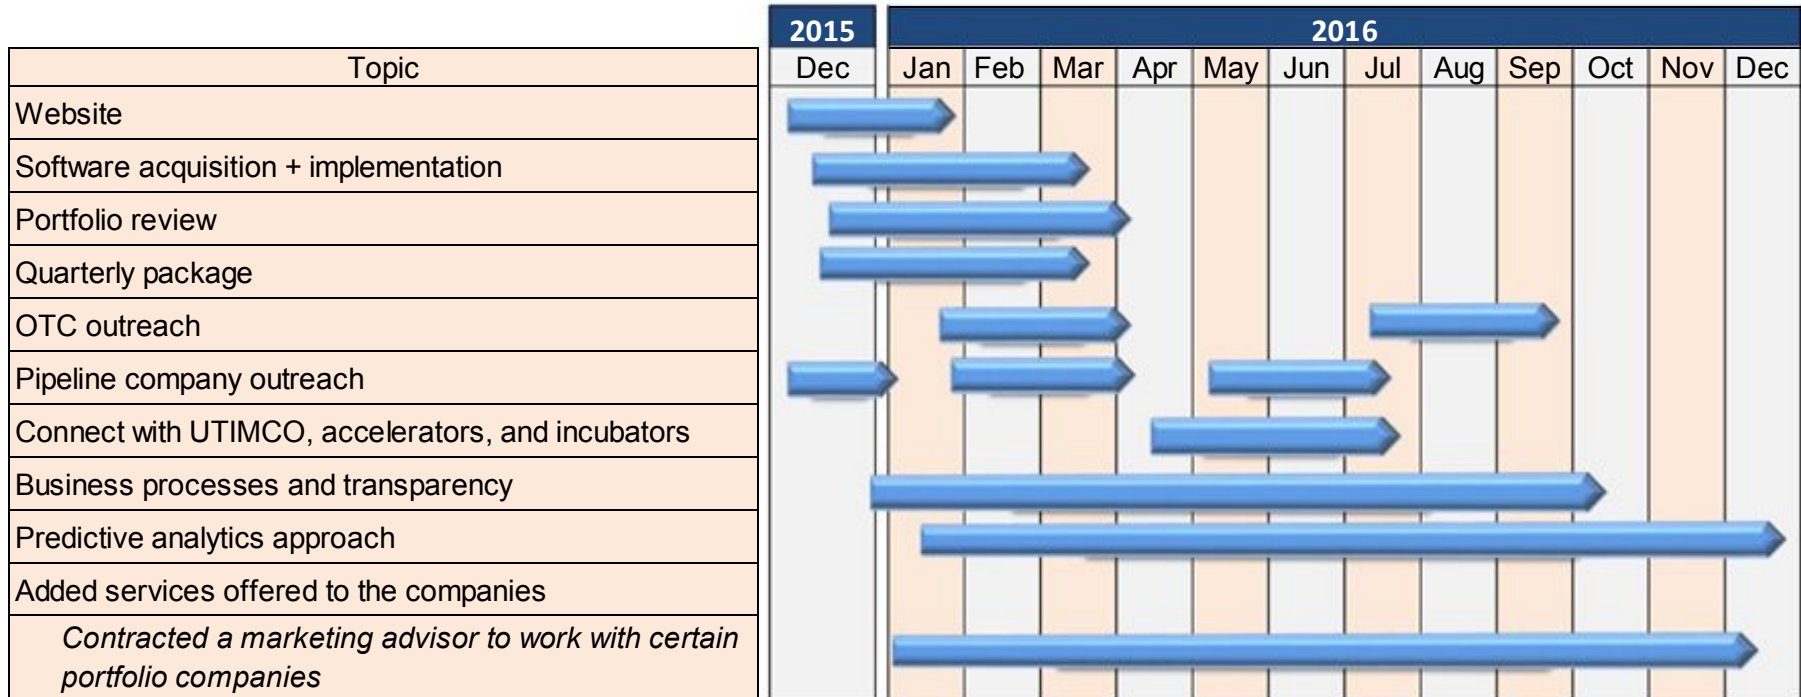 2015 2016
Topic Dec Jan Feb Mar Apr May Jun Jul Aug Sep Oct Nov Dec
Website
Software acquisition + implementation
Portfolio review
Quarterly package
OTC outreach
Pipeline company outreach
Connect with UTIMCO, accelerators, and incubators
Business processes and transparency
Predictive analytics approach
Added services offered to the companies
Contracted a marketing advisor to work with certain
portfolio companies